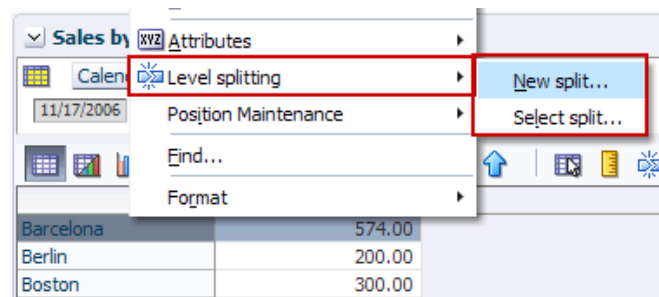 Sales by
XYZ Attributes
Calen
Level splitting
New split...
11/17/2006
Position Maintenance
Select split...
Find...
Format
Barcelona 574.00
Berlin 200.00
Boston 300.00